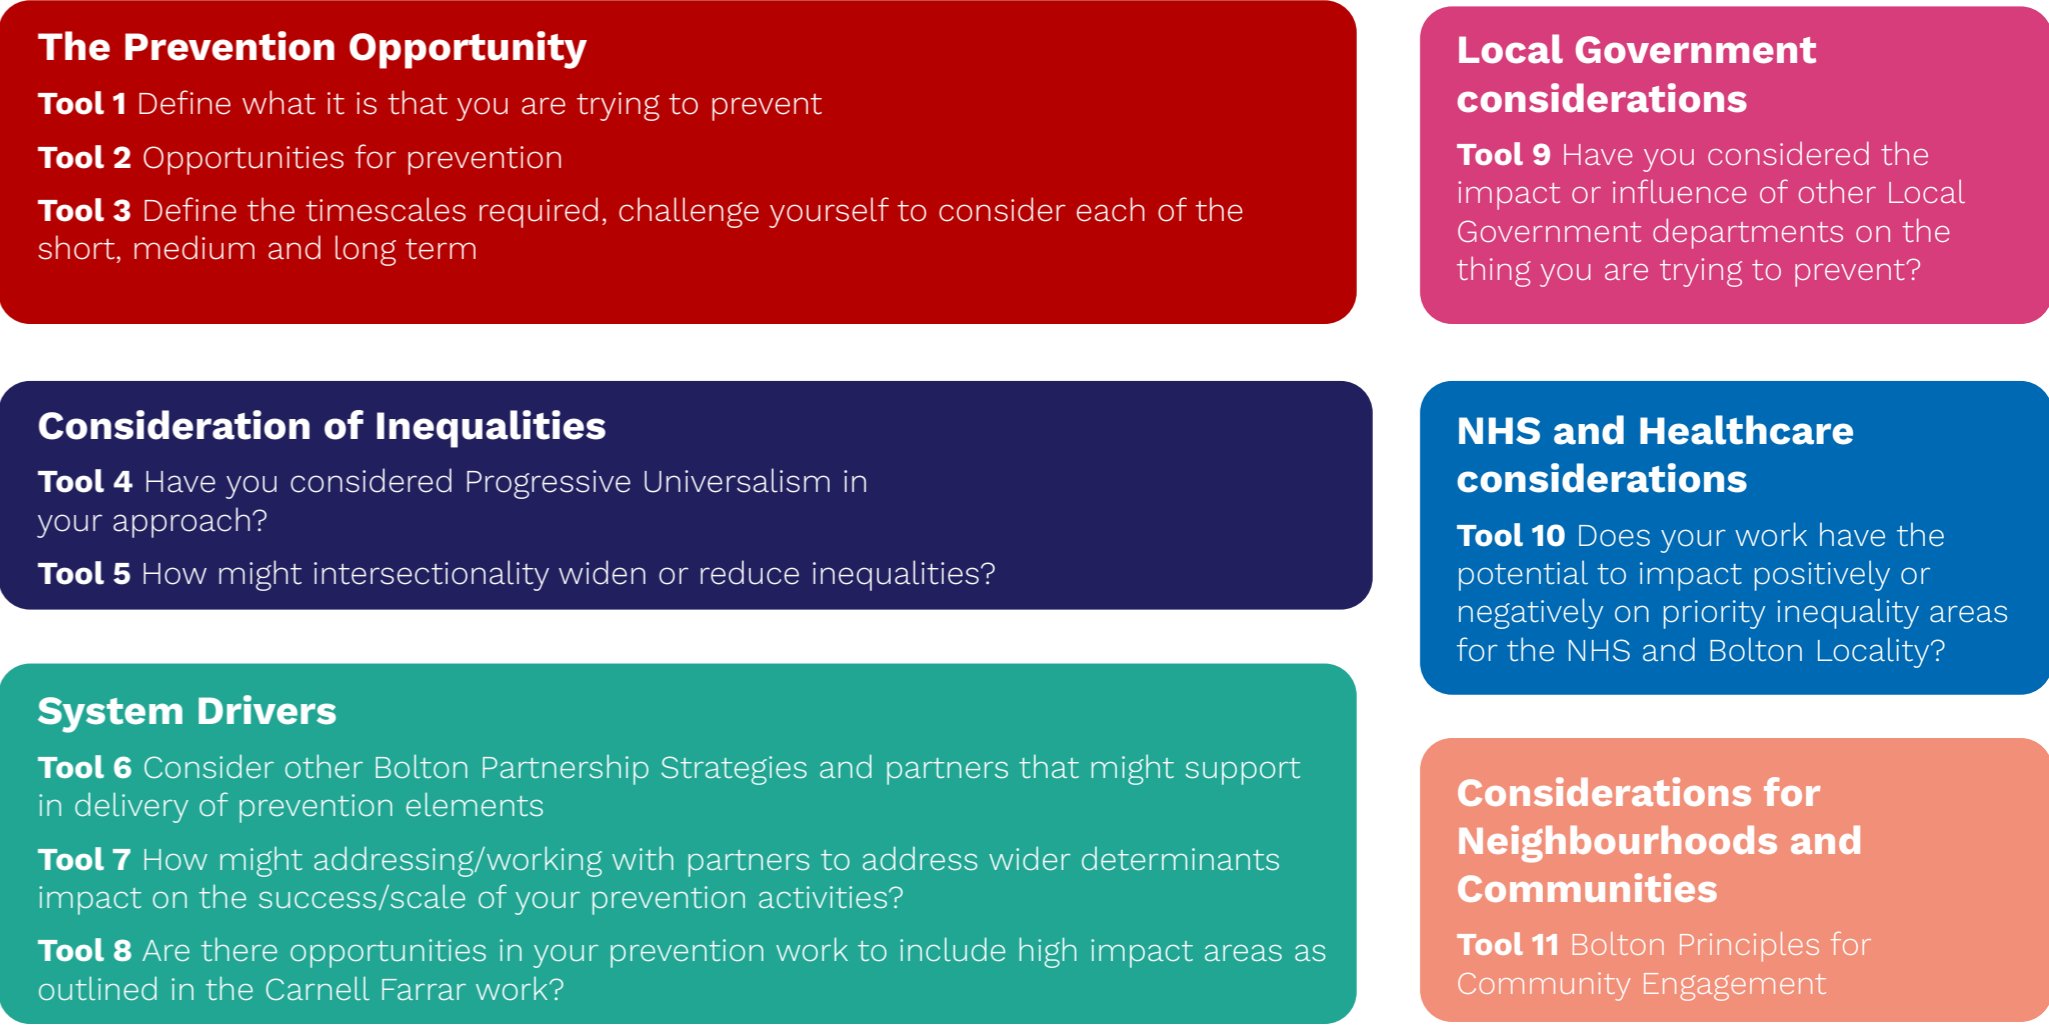 The Prevention Opportunity
Tool 1 Define what it is that you are trying to prevent
Tool 2 Opportunities for prevention
Tool 3 Define the timescales required, challenge yourself to consider each of the
short, medium and long term
Consideration of Inequalities
Tool 4 Have you considered Progressive Universalism in
your approach?
Tool 5 How might intersectionality widen or reduce inequalities?
System Drivers
Tool 6 Consider other Bolton Partnership Strategies and partners that might support
in delivery of prevention elements
Tool 7 How might addressing/working with partners to address wider determinants
impact on the success/scale of your prevention activities?
Tool 8 Are there opportunities in your prevention work to include high impact areas as
outlined in the Carnell Farrar work?
Local Government
considerations
Tool 9 Have you considered the
impact or influence of other Local
Government departments on the
thing you are trying to prevent?
NHS and Healthcare
considerations
Tool 10 Does your work have the
potential to impact positively or
negatively on priority inequality areas
for the NHS and Bolton Locality?
Considerations for
Neighbourhoods and
Communities
Tool 11 Bolton Principles for
Community Engagement